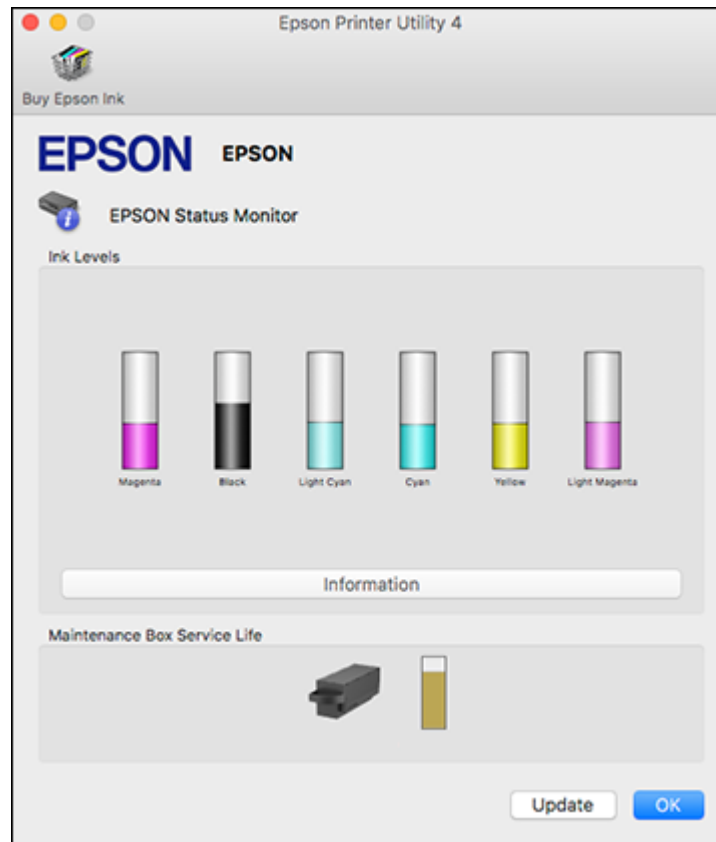 Epson Printer Utility 4
Buy Epson Ink
EPSON EPSON
EPSON Status Monitor
Ink Levels
Magenta Black Light Cyan Cyan Yellow Light Magenta
Information
Maintenance Box Service Life
Update OK